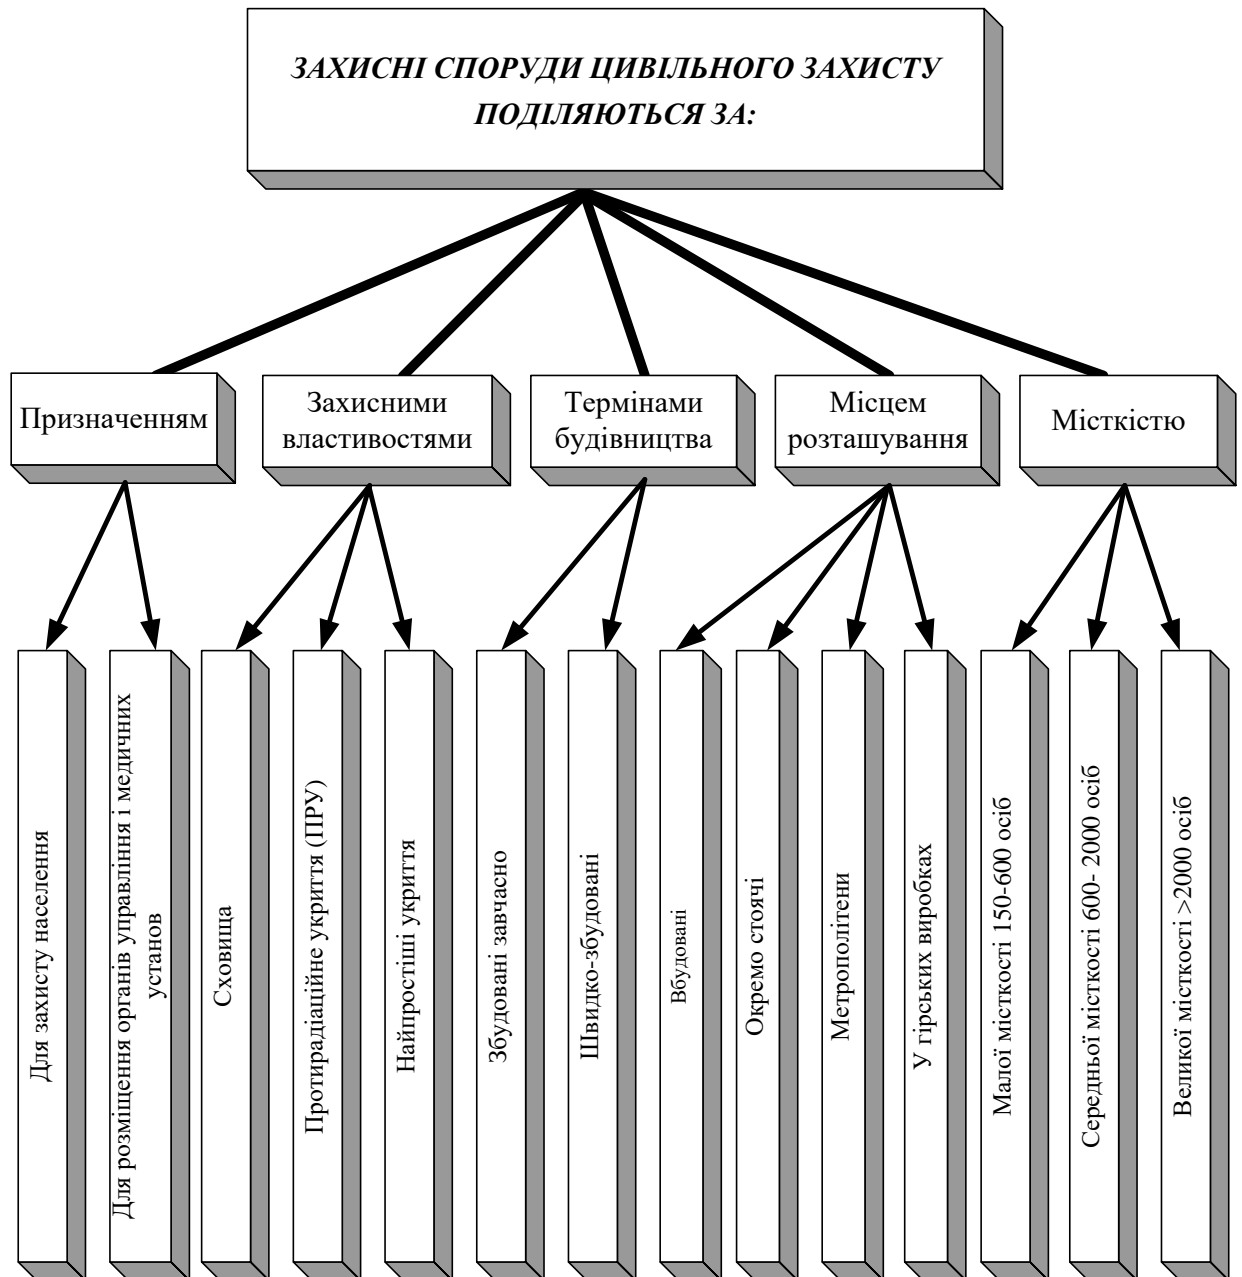 ЗАХИСНІ СПОРУДИ ЦИВІЛЬНОГО ЗАХИСТУ
ПОДІЛЯЮТЬСЯ ЗА:
Призначенням
Захисними
властивостями
Термінами
будівництва
Місцем
розташування
Місткістю
Для захисту населення
Для розміщення органів управління і медичних
установ
Сховища
Протирадіаційне укриття (ПРУ)
Найпростіші укриття
Збудовані завчасно
Швидко-збудовані
Вбудовані
Окремо стоячі
Метрополітени
У гірських виробках
Малої місткості 150-600 осіб
Середньої місткості 600- 2000 осіб
Великої місткості >2000 осіб